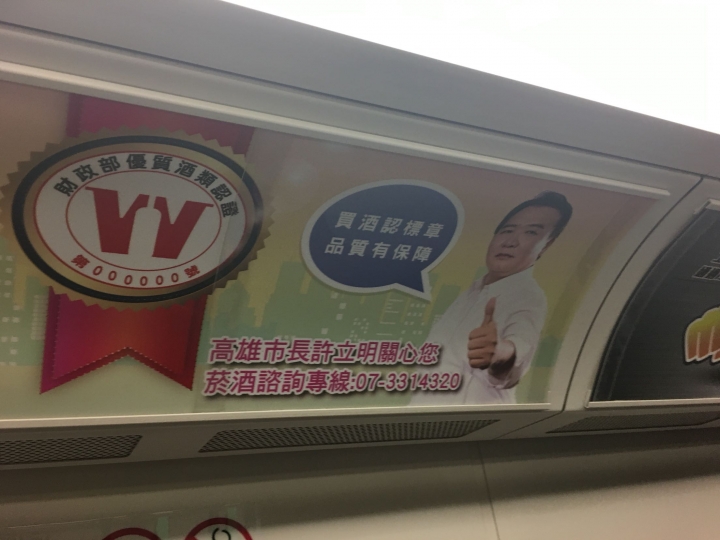 財政部優質酒類認證
W
第000000號
買酒認標章
品質有保障
高雄市長許立明關心您
菸酒諮詢專線:07-3314320